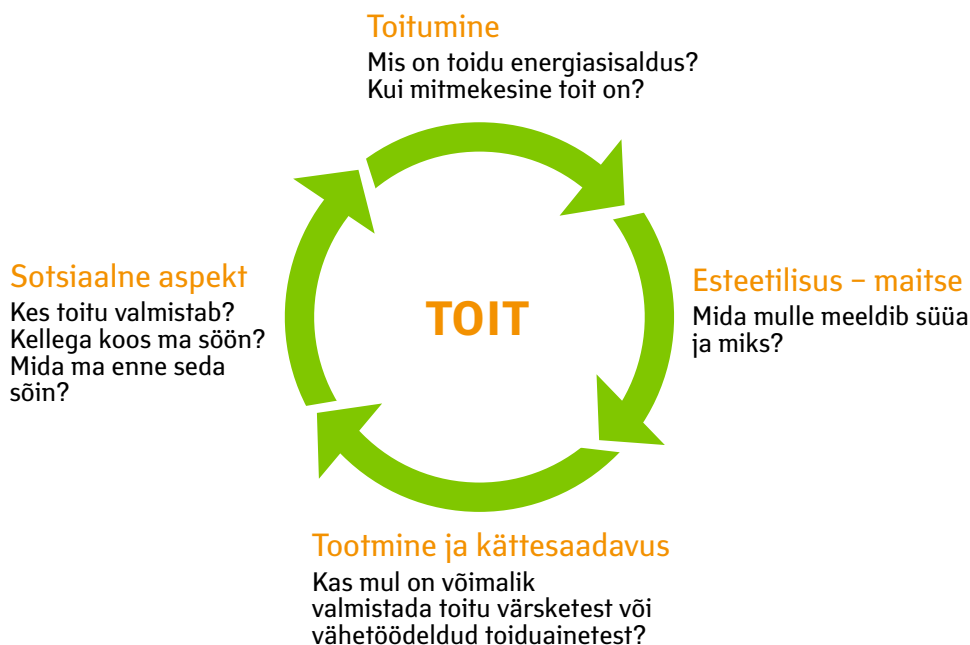 Toitumine
Mis on toidu energiasisaldus?
Kui mitmekesine toit on?
Sotsiaalne aspekt
Kes toitu valmistab?
Kellega koos ma söön?
Mida ma enne seda
sõin?
TOIT
Esteetilisus – maitse
Mida mulle meeldib süüa
ja miks?
Tootmine ja kättesaadavus
Kas mul on võimalik
valmistada toitu värsketest või
vähetöödeldud toiduainetest?